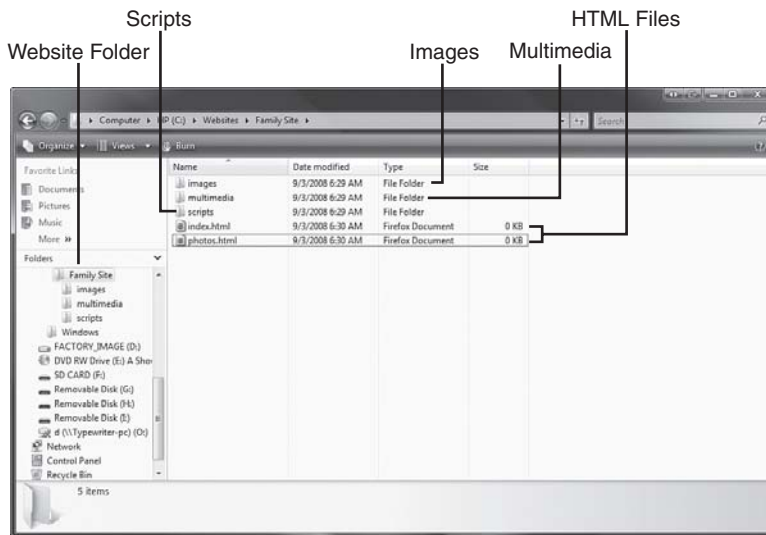 Scripts
HTML Files
Website Folder
Images
Multimedia
Computer ▸ HP (C:) ▸ Websites ▸ Family Site ▸
Search
Organize
Views
Burn
Favorite Links
Documents
Pictures
Music
More »
Folders
Family Site
images
multimedia
scripts
Windows
FACTORY_IMAGE (D:)
DVD RW Drive (E:) A Sho
SD CARD (F:)
Removable Disk (G:)
Removable Disk (H:)
Removable Disk (I:)
d (\\Typewriter-pc) (O:)
Network
Control Panel
Recycle Bin
Name Date modified Type Size
images 9/3/2008 6:29 AM File Folder
multimedia 9/3/2008 6:29 AM File Folder
scripts 9/3/2008 6:29 AM File Folder
index.html 9/3/2008 6:30 AM Firefox Document 0 KB
photos.html 9/3/2008 6:30 AM Firefox Document 0 KB
5 items